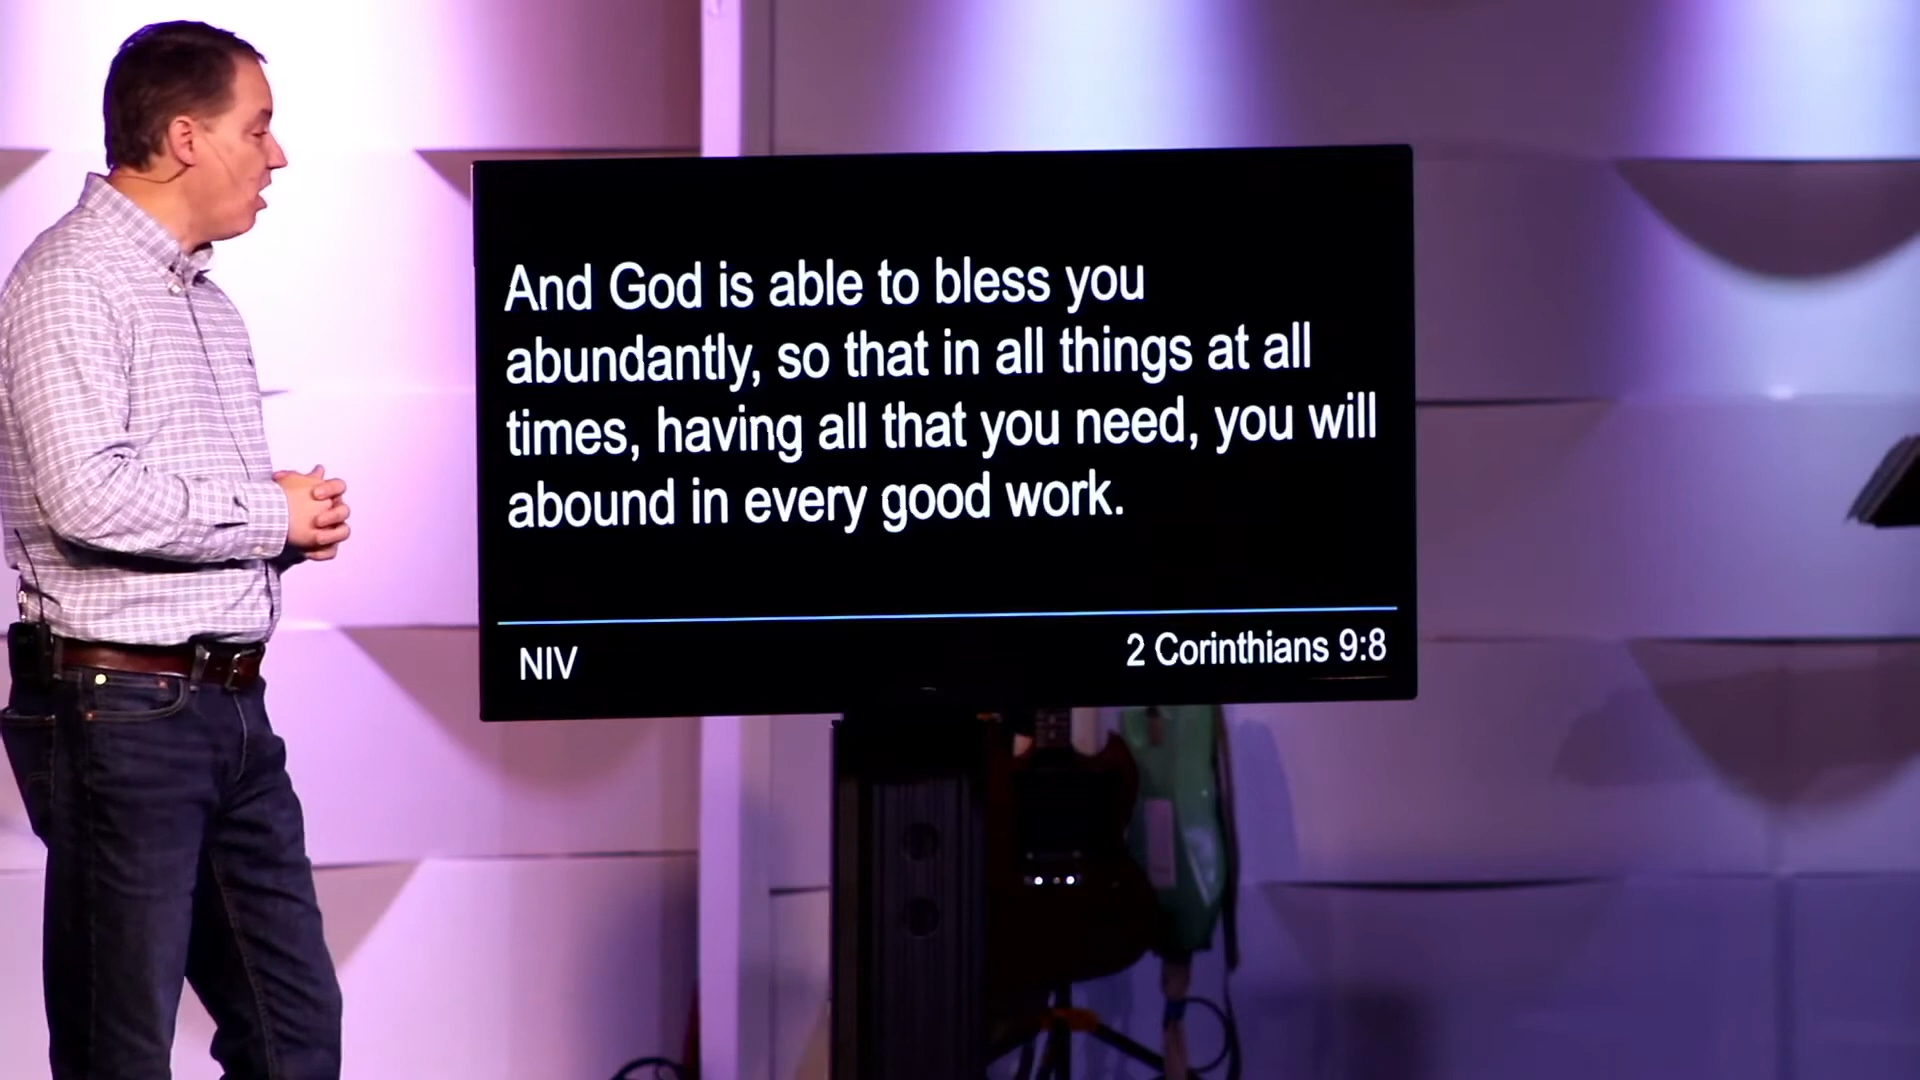 And God is able to bless you
abundantly, so that in all things at all
times, having all that you need, you will
abound in every good work.
NIV
2 Corinthians 9:8